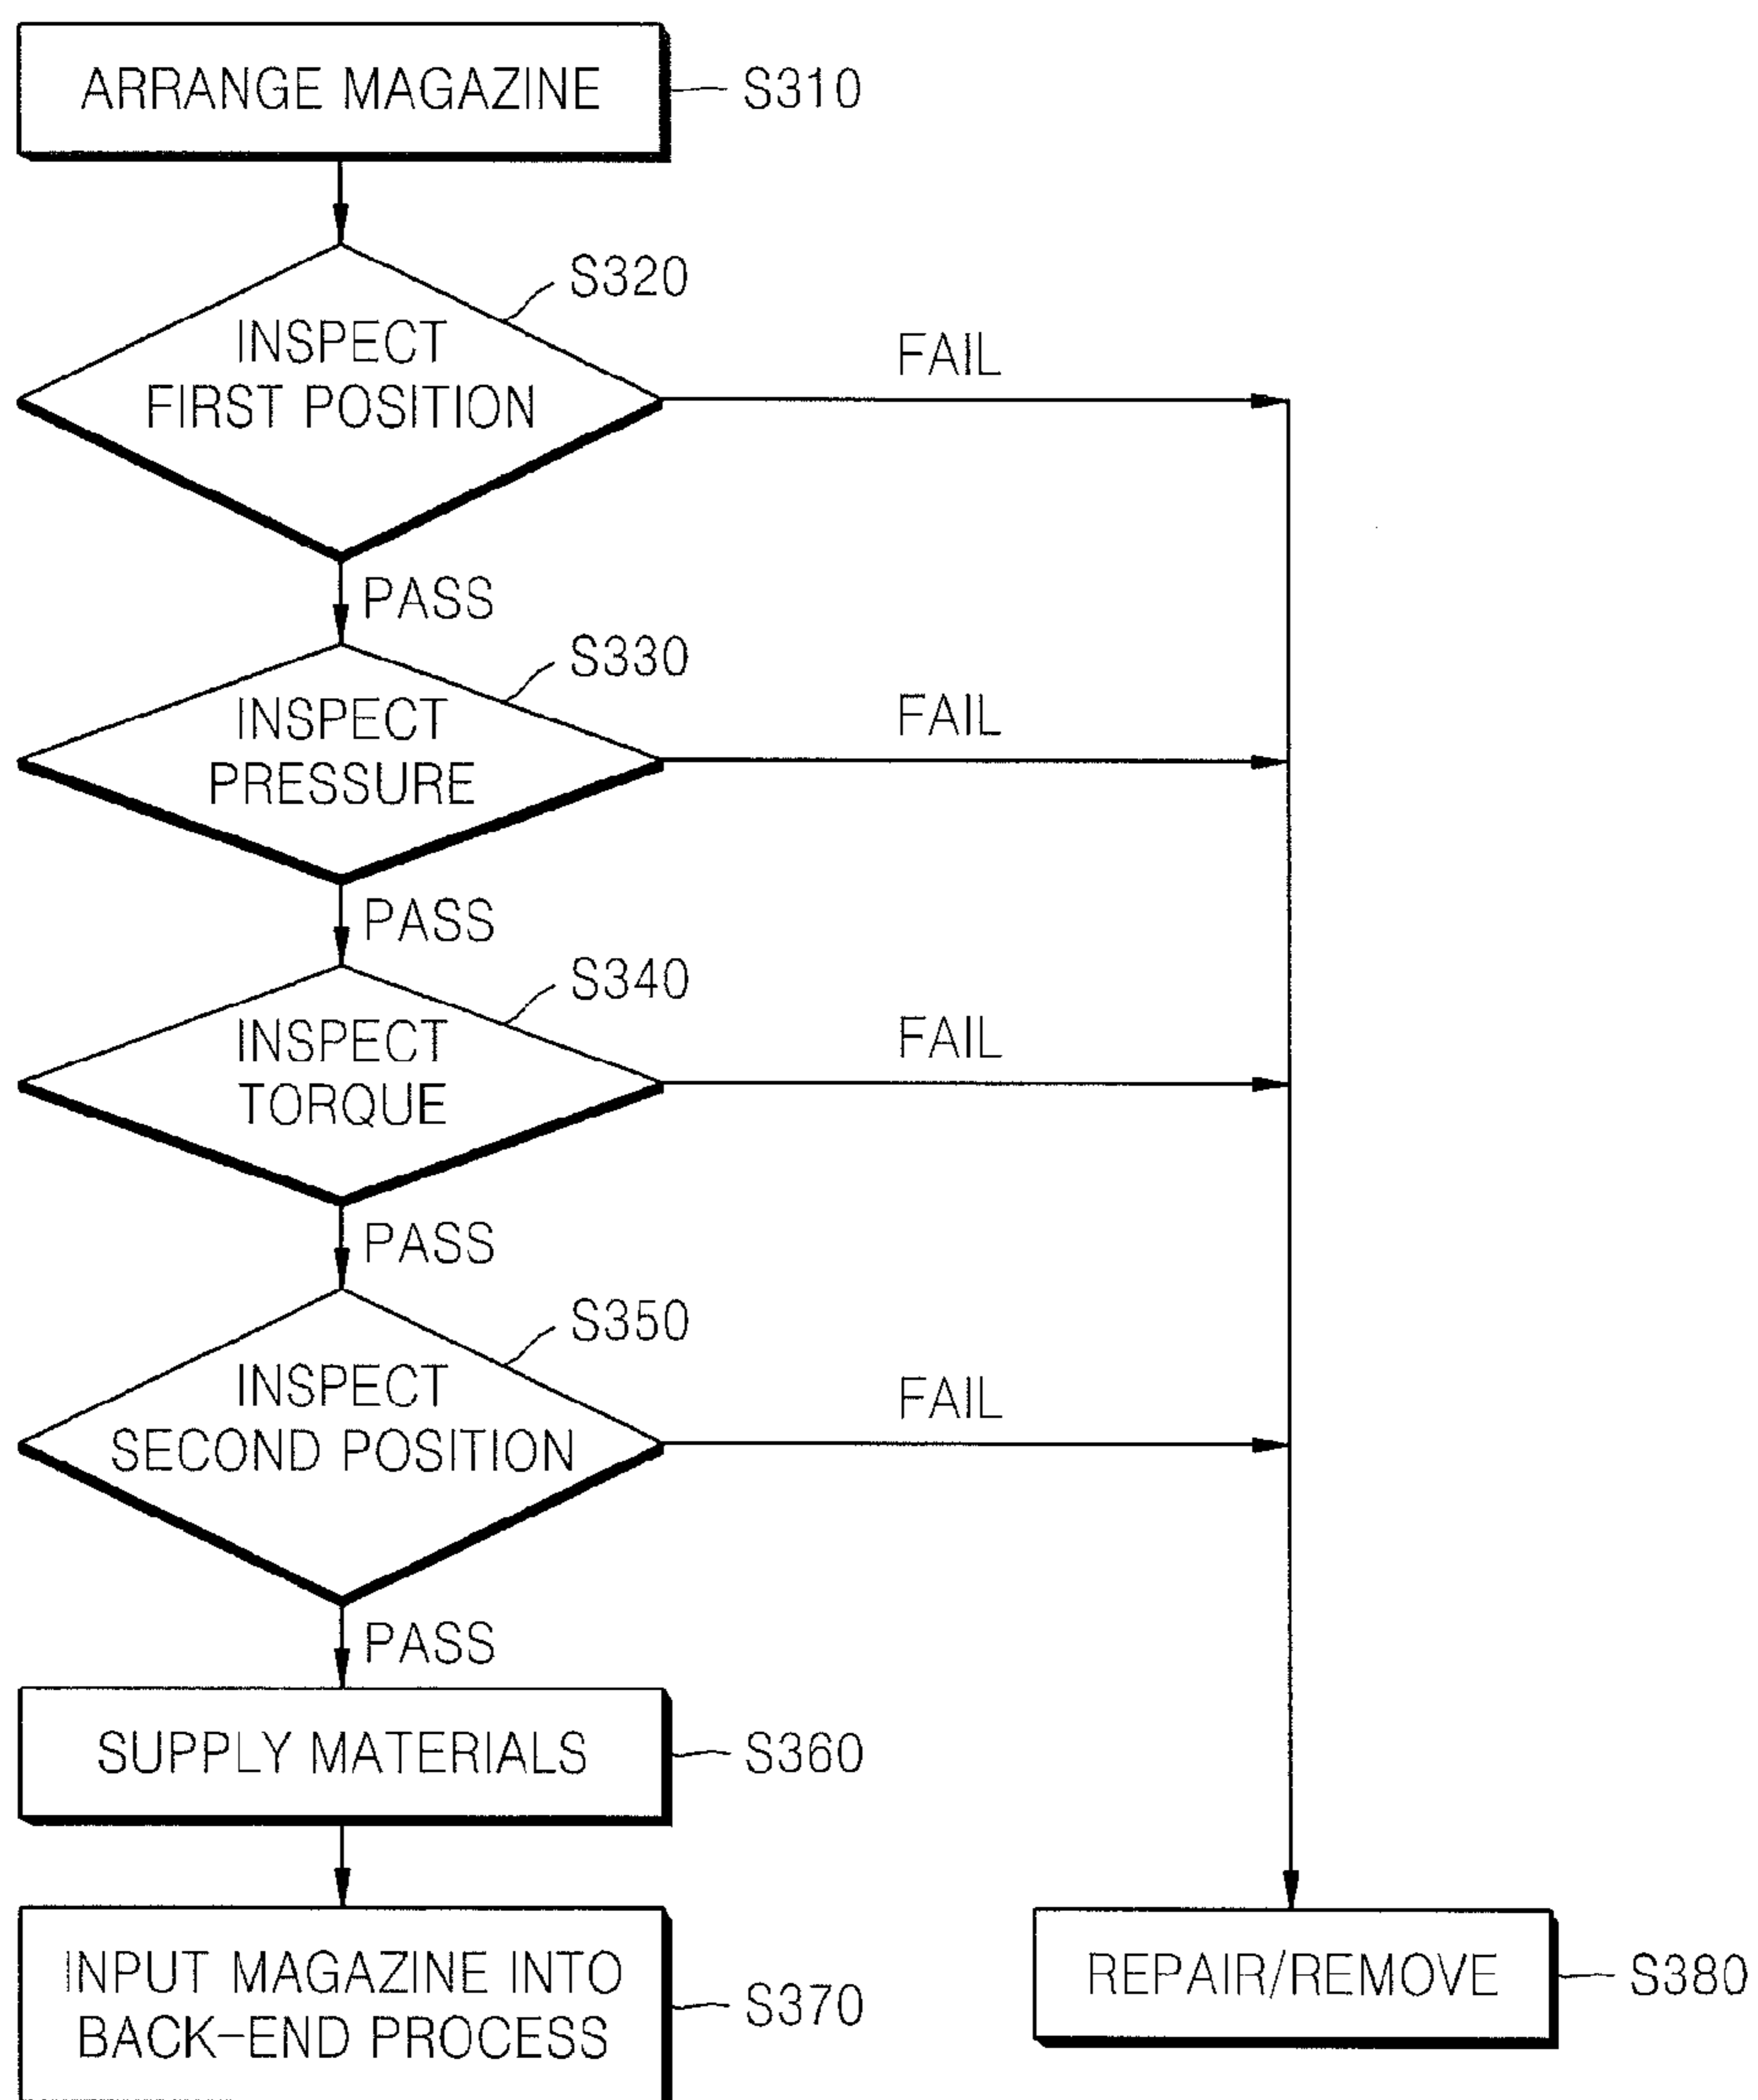 ARRANGE MAGAZINE
S310
S320
INSPECT
FIRST POSITION
FAIL
PASS
S330
INSPECT
PRESSURE
FAIL
PASS
S340
INSPECT
TORQUE
FAIL
PASS
S350
INSPECT
SECOND POSITION
FAIL
PASS
SUPPLY MATERIALS
S360
INPUT MAGAZINE INTO
BACK-END PROCESS
S370
REPAIR/REMOVE
S380